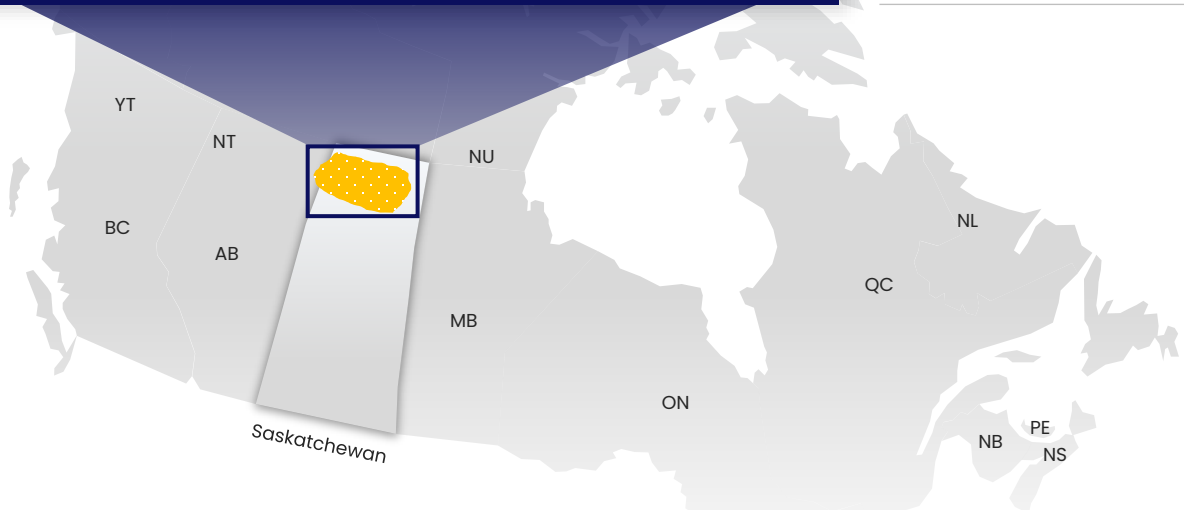 YT
NT
NU
BC
AB
NL
QC
MB
ON
Saskatchewan
PE
NB
NS